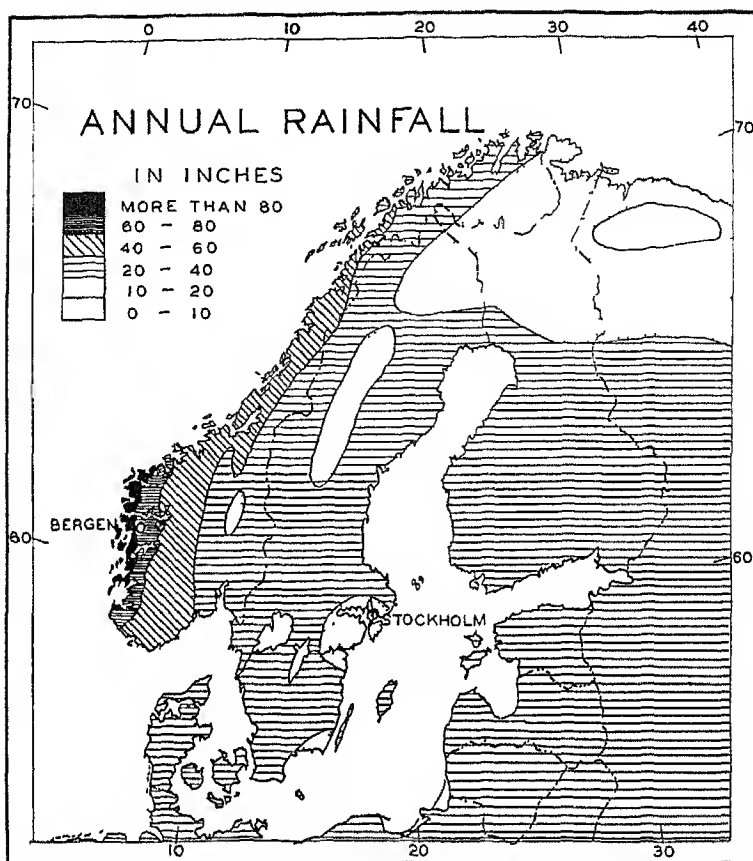 0 10 20 30 40
70
70
ANNUAL RAINFALL
IN INCHES
MORE THAN 80
60 - 80
40 - 60
20 - 40
10 - 20
0 - 10
BERGEN
60
60
STOCKHOLM
10 20 30